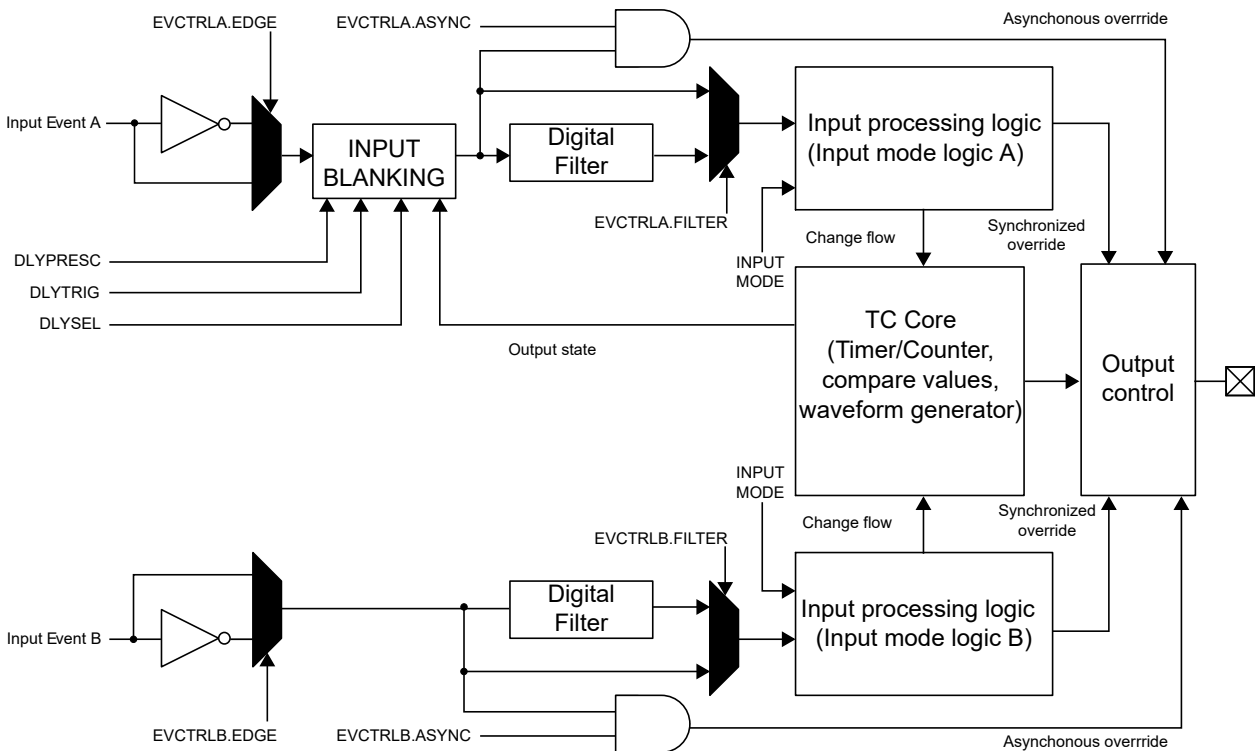 EVCTRLA.EDGE
EVCTRLA.ASYNC
Asynchonous overrride
Input Event A
INPUT
BLANKING
Digital
Filter
Input processing logic
(Input mode logic A)
EVCTRLA.FILTER
DLYPRESC
DLYTRIG
DLYSEL
INPUT
MODE
Change flow
Synchronized
override
Output state
TC Core
(Timer/Counter,
compare values,
waveform generator)
Output
control
INPUT
MODE
Change flow
Synchronized
override
EVCTRLB.FILTER
Input Event B
Digital
Filter
Input processing logic
(Input mode logic B)
EVCTRLB.EDGE
EVCTRLB.ASYNC
Asynchonous overrride